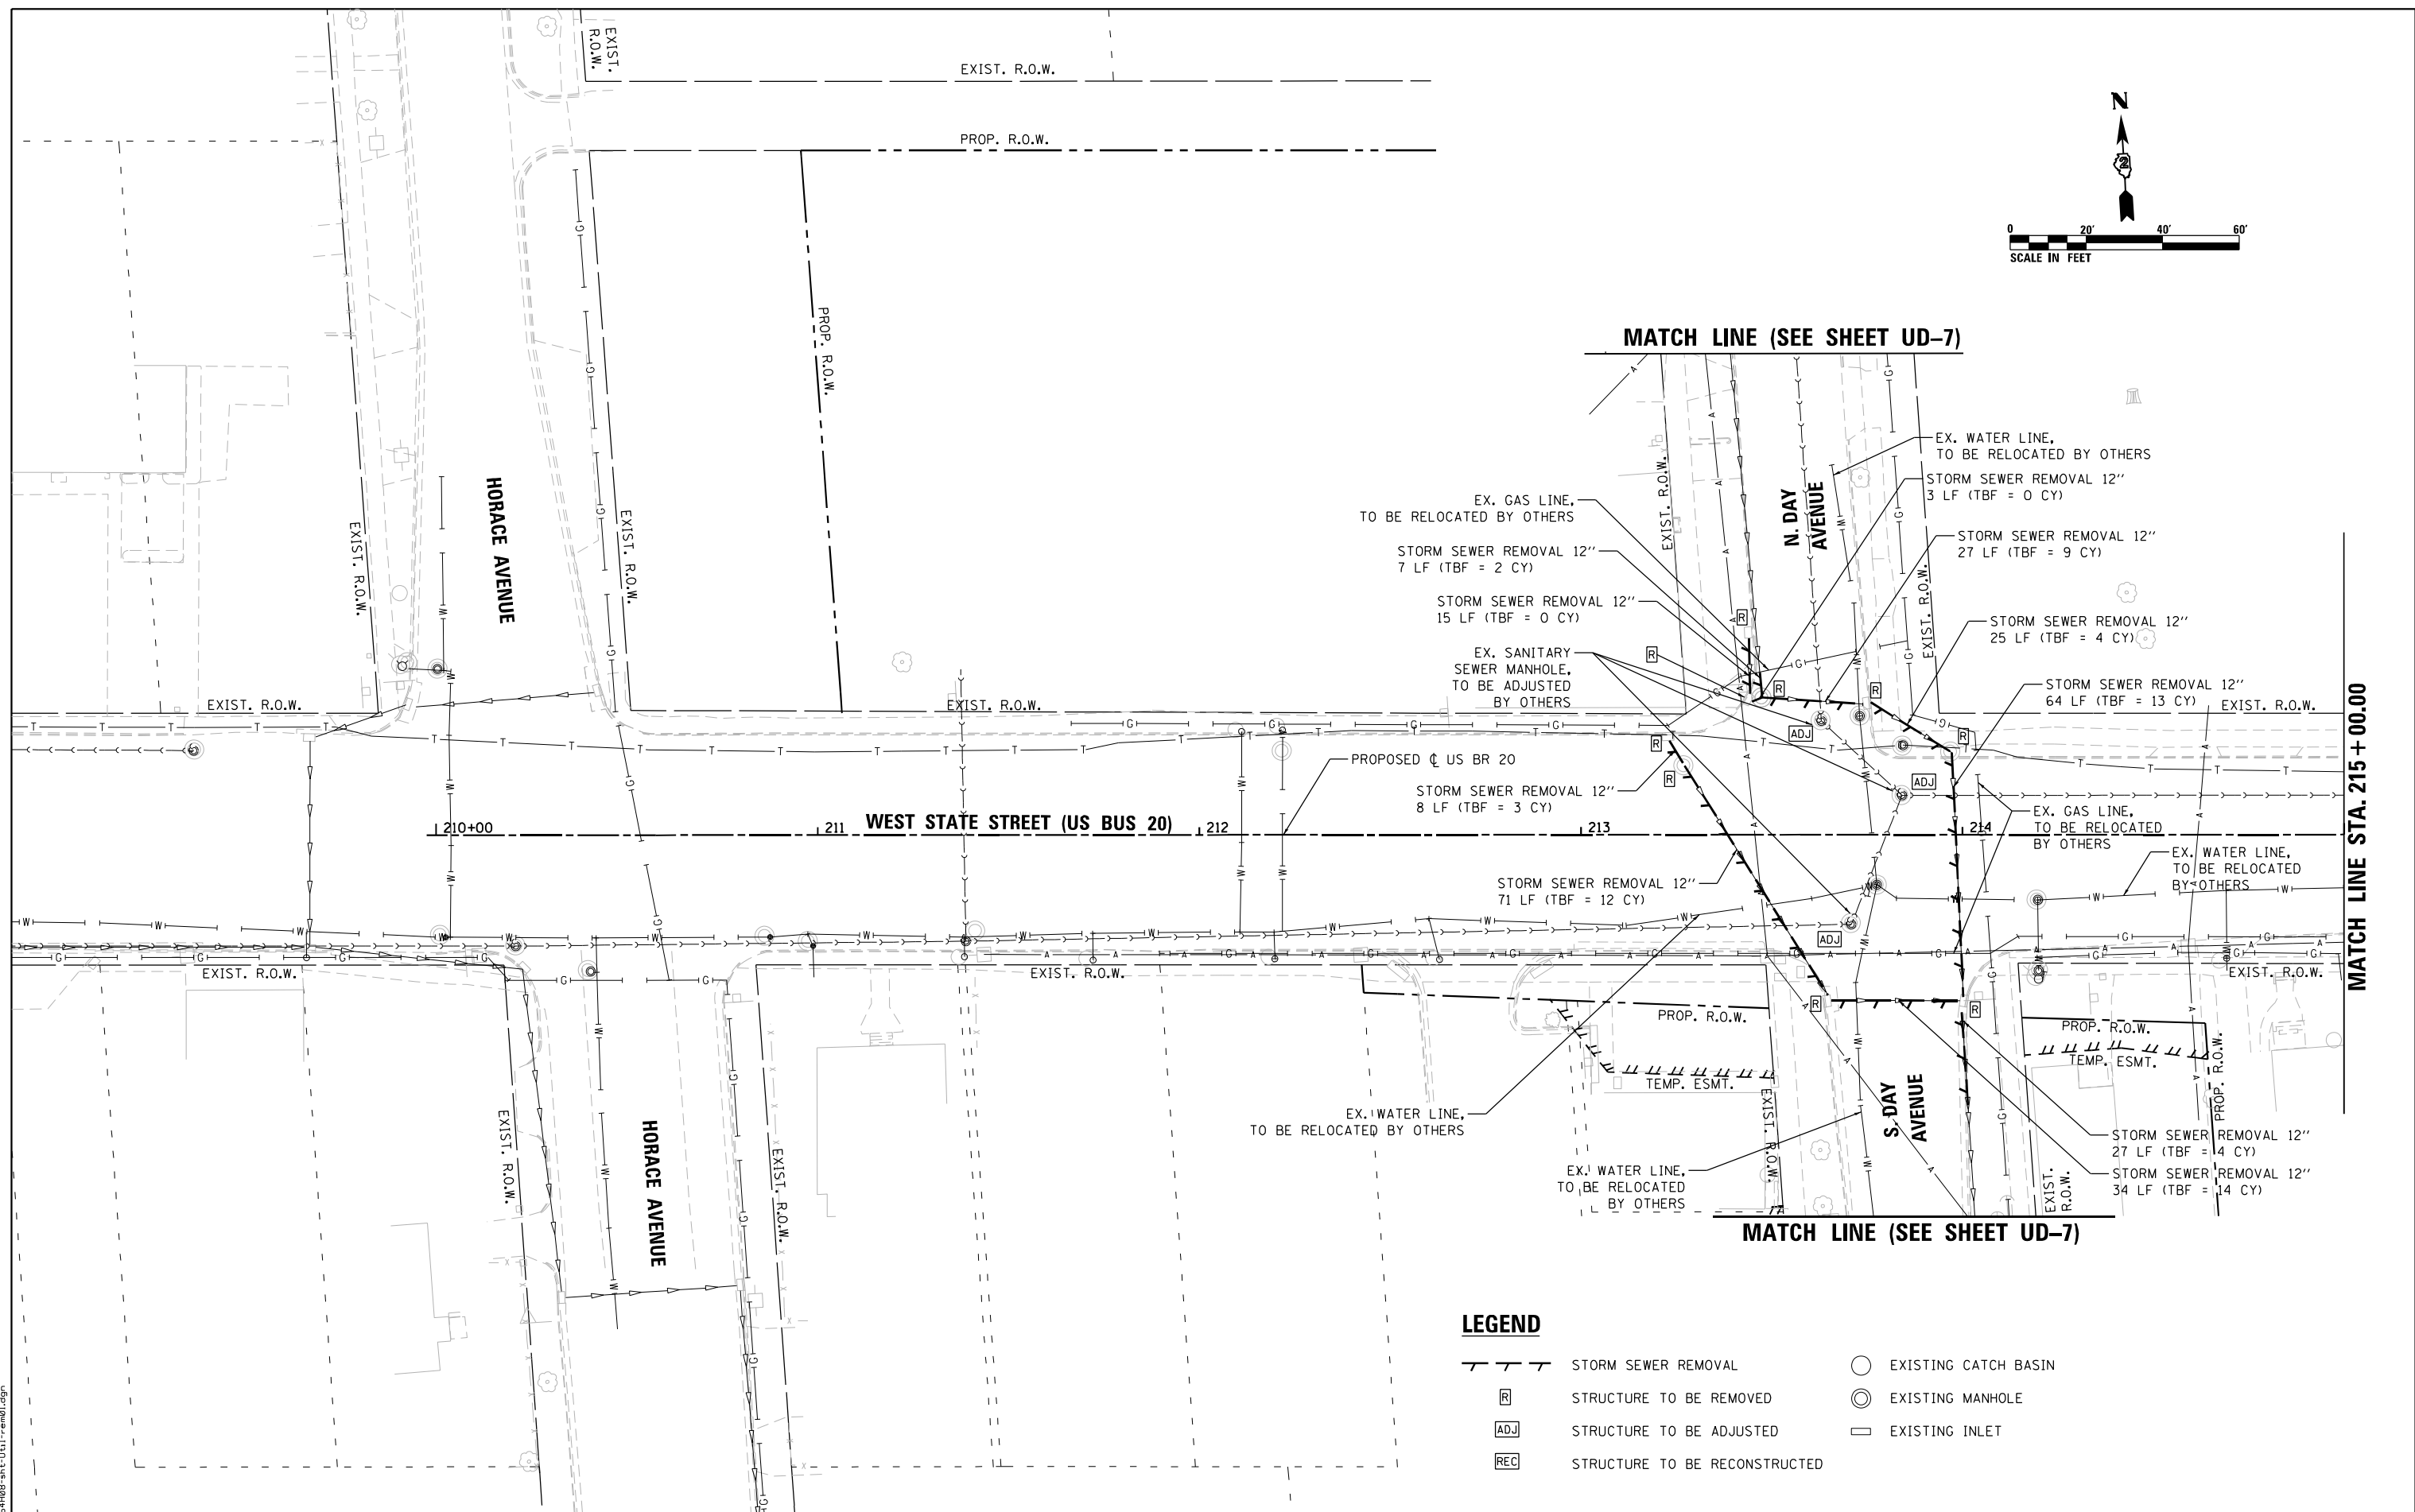 EXIST.
R.O.W.
EXIST. R.O.W.
PROP. R.O.W.
N
2
0 20' 40' 60'
SCALE IN FEET
PROP. R.O.W.
MATCH LINE (SEE SHEET UD-7)
EXIST. R.O.W.
HORACE AVENUE
EXIST. R.O.W.
EXIST. R.O.W.
N. DAY
AVENUE
EXIST. R.O.W.
EX. WATER LINE,
TO BE RELOCATED BY OTHERS
STORM SEWER REMOVAL 12''
3 LF (TBF = 0 CY)
EX. GAS LINE,
TO BE RELOCATED BY OTHERS
STORM SEWER REMOVAL 12''
27 LF (TBF = 9 CY)
STORM SEWER REMOVAL 12''
7 LF (TBF = 2 CY)
STORM SEWER REMOVAL 12''
15 LF (TBF = 0 CY)
STORM SEWER REMOVAL 12''
25 LF (TBF = 4 CY)
EX. SANITARY
SEWER MANHOLE,
TO BE ADJUSTED
BY OTHERS
STORM SEWER REMOVAL 12''
64 LF (TBF = 13 CY)
R
R
R
R
R
R
R
R
R
ADJ
ADJ
ADJ
EXIST. R.O.W.
EXIST. R.O.W.
EXIST. R.O.W.
MATCH LINE STA. 215+00.00
PROPOSED ℄ US BR 20
STORM SEWER REMOVAL 12''
8 LF (TBF = 3 CY)
EX. GAS LINE,
TO BE RELOCATED
BY OTHERS
210+00
211
WEST STATE STREET (US BUS 20)
212
213
214
EX. WATER LINE,
TO BE RELOCATED
BY OTHERS
STORM SEWER REMOVAL 12''
71 LF (TBF = 12 CY)
EXIST. R.O.W.
EXIST. R.O.W.
EXIST. R.O.W.
PROP. R.O.W.
PROP. R.O.W.
TEMP. ESMT.
TEMP. ESMT.
PROP. R.O.W.
EXIST. R.O.W.
HORACE AVENUE
EXIST. R.O.W.
EX. WATER LINE,
TO BE RELOCATED BY OTHERS
EXIST. R.O.W.
S. DAY
AVENUE
EXIST.
R.O.W.
STORM SEWER REMOVAL 12''
27 LF (TBF = 4 CY)
STORM SEWER REMOVAL 12''
34 LF (TBF = 14 CY)
EX. WATER LINE,
TO BE RELOCATED
BY OTHERS
MATCH LINE (SEE SHEET UD-7)
LEGEND
STORM SEWER REMOVAL
R STRUCTURE TO BE REMOVED
ADJ STRUCTURE TO BE ADJUSTED
REC STRUCTURE TO BE RECONSTRUCTED
EXISTING CATCH BASIN
EXISTING MANHOLE
EXISTING INLET